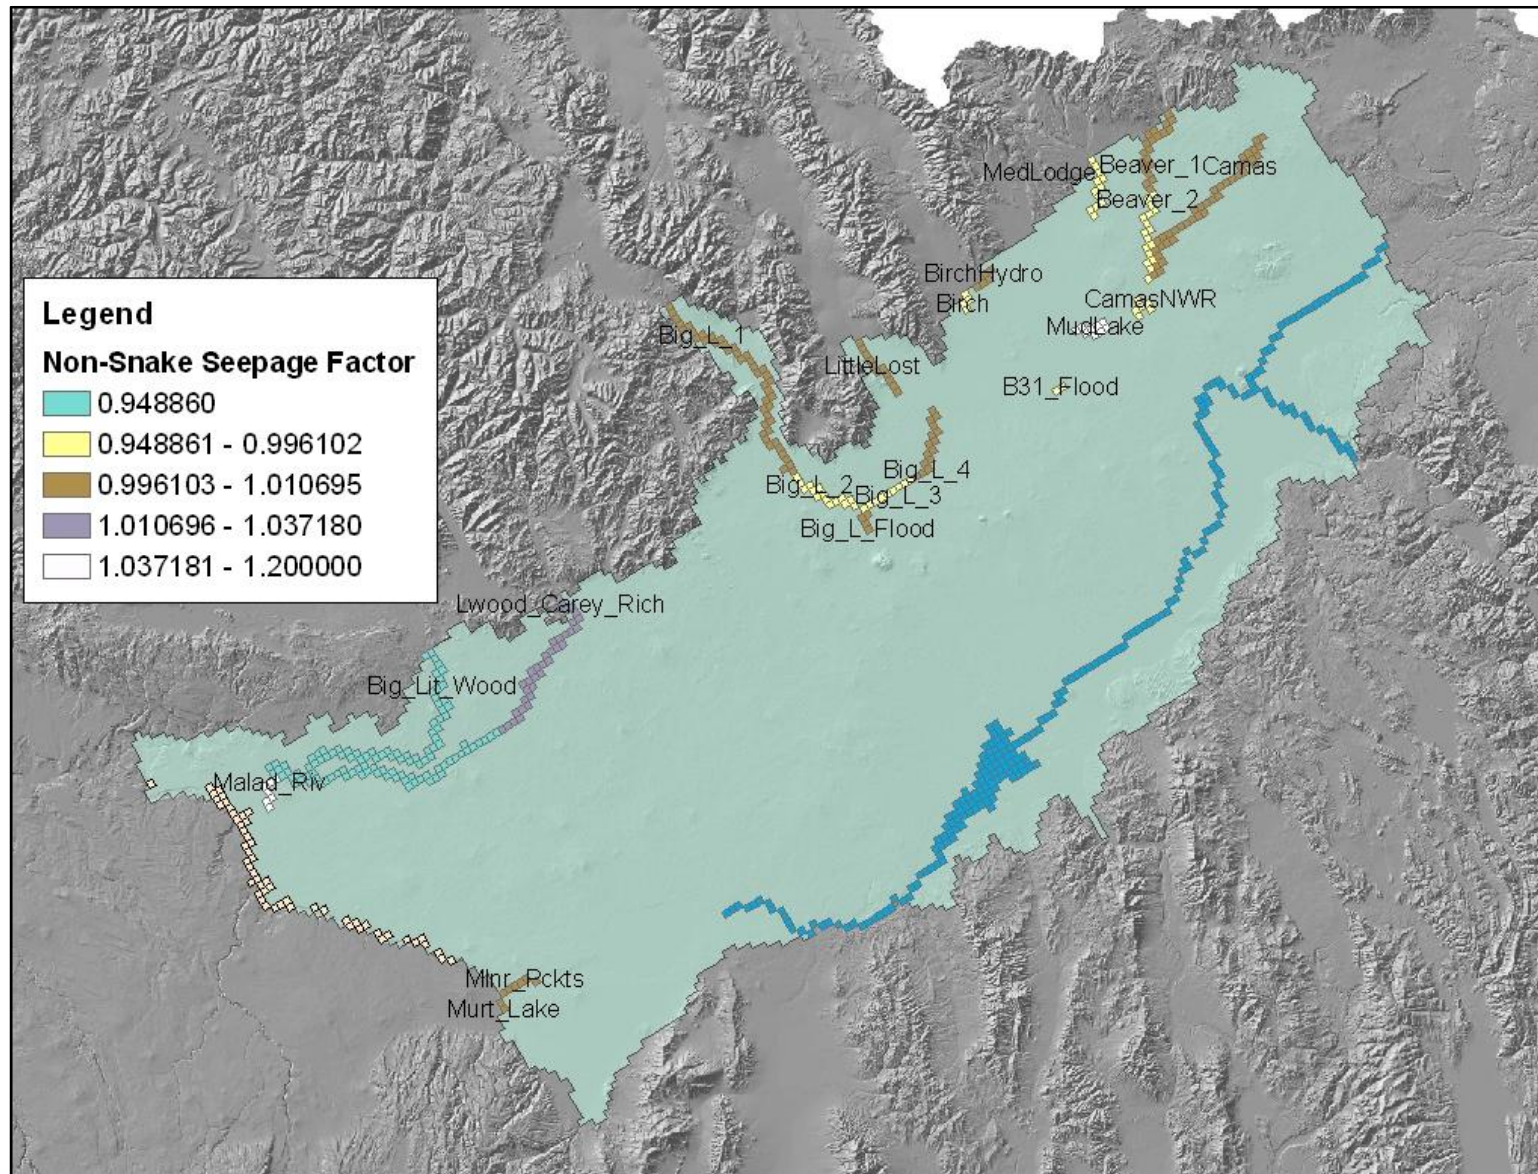 MedLodge
Beaver_1
Camas
Beaver_2
BirchHydro
Birch
CamasNWR
MudLake
Legend
Non-Snake Seepage Factor
0.948860
0.948861 - 0.996102
0.996103 - 1.010695
1.010696 - 1.037180
1.037181 - 1.200000
Big_L_1
LittleLost
B31_Flood
Big_L_4
Big_L_2
Big_L_3
Big_L_Flood
Lwood_Carey_Rich
Big_Lit_Wood
Malad_Riv
Mlnr_Pckts
Murt_Lake